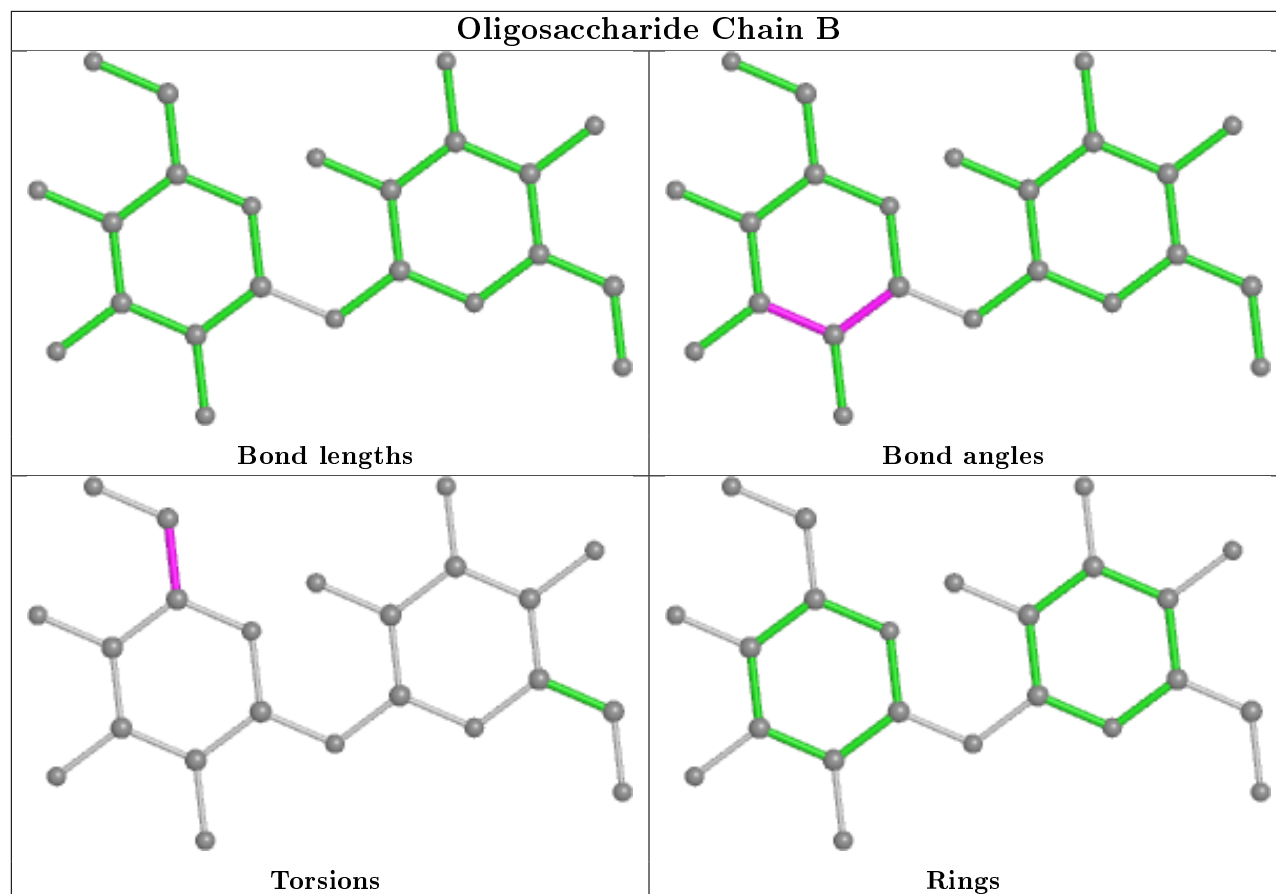 Oligosaccharide Chain B
Bond lengths
Bond angles
Torsions
Rings